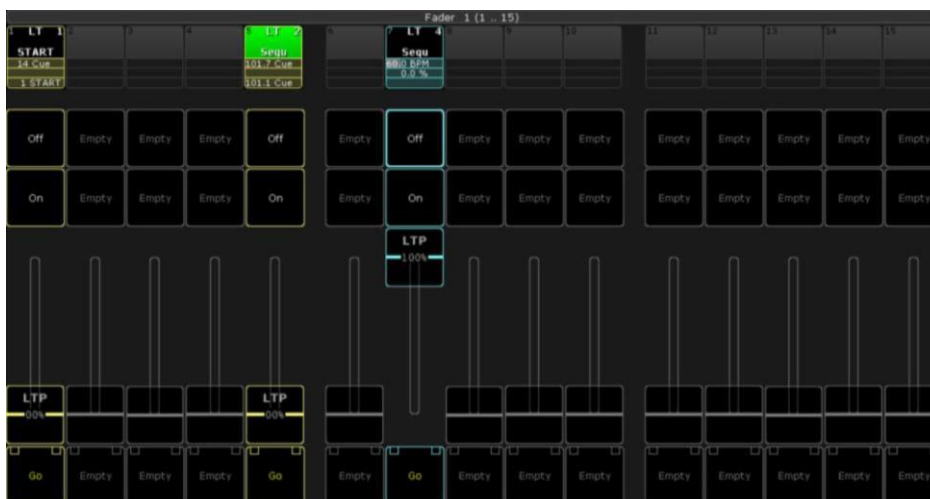 Fader 1 (1 .. 15)
1 LT 1 2 3 4 5 LT 2 6 7 LT 4 8 9 10 11 12 13 14 15
START Sequ Sequ
14 Cue 101.7 Cue 60.0 BPM
0.0 %
1 START 101.1 Cue
Off Empty Empty Empty Off Empty Off Empty Empty Empty Empty Empty Empty Empty Empty
On Empty Empty Empty On Empty On Empty Empty Empty Empty Empty Empty Empty Empty
LTP
100%
LTP LTP
00% 00%
Go Empty Empty Empty Go Empty Go Empty Empty Empty Empty Empty Empty Empty Empty